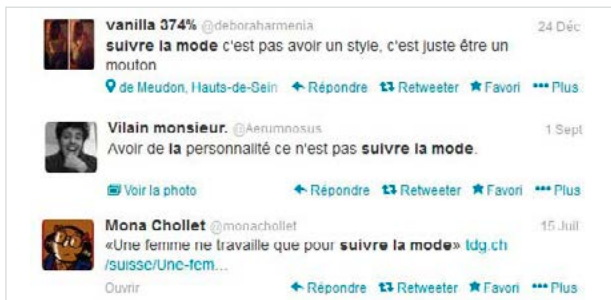 vanilla 374% @deboraharmenia 24 Déc
suivre la mode c'est pas avoir un style, c'est juste être un
mouton
de Meudon, Hauts-de-Sein Répondre Retweeter Favori Plus
Vilain monsieur. @Aerumnosus 1 Sept
Avoir de la personnalité ce n'est pas suivre la mode.
Voir la photo Répondre Retweeter Favori Plus
Mona Chollet @monachollet 15 Juil
«Une femme ne travaille que pour suivre la mode» tdg.ch
/suisse/Une-fem...
Ouvrir Répondre Retweeter Favori Plus